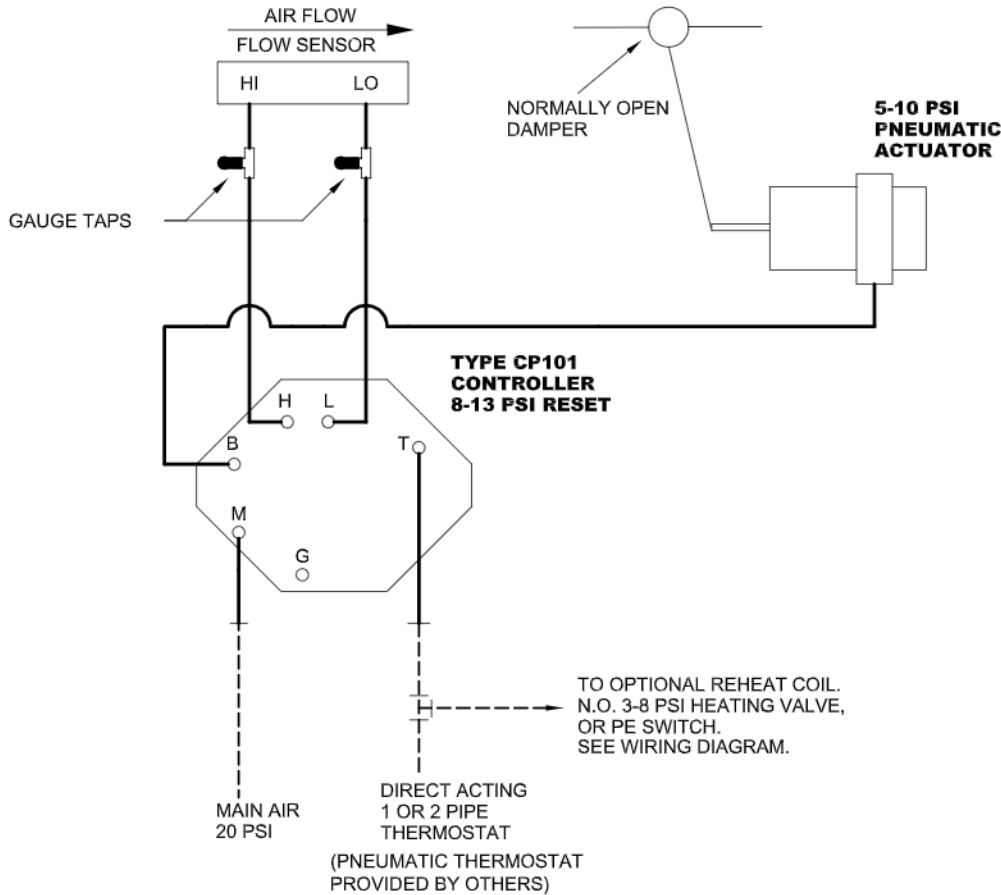 AIR FLOW
FLOW SENSOR
HI
LO
NORMALLY OPEN
DAMPER
5-10 PSI
PNEUMATIC
ACTUATOR
GAUGE TAPS
TYPE CP101
CONTROLLER
8-13 PSI RESET
H
L
B
T
M
G
TO OPTIONAL REHEAT COIL.
N.O. 3-8 PSI HEATING VALVE,
OR PE SWITCH.
SEE WIRING DIAGRAM.
MAIN AIR
20 PSI
DIRECT ACTING
1 OR 2 PIPE
THERMOSTAT
(PNEUMATIC THERMOSTAT
PROVIDED BY OTHERS)